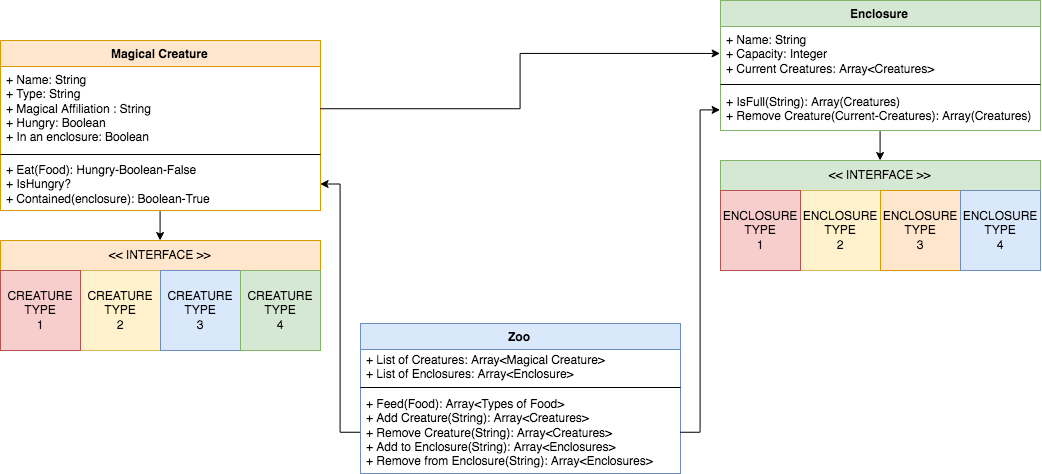 Magical Creature
+ Name: String
+ Type: String
+ Magical Affiliation : String
+ Hungry: Boolean
+ In an enclosure: Boolean
+ Eat(Food): Hungry-Boolean-False
+ IsHungry?
+ Contained(enclosure): Boolean-True
<< INTERFACE >>
CREATURE
TYPE
1
CREATURE
TYPE
2
CREATURE
TYPE
3
CREATURE
TYPE
4
Enclosure
+ Name: String
+ Capacity: Integer
+ Current Creatures: Array<Creatures>
+ IsFull(String): Array(Creatures)
+ Remove Creature(Current-Creatures): Array(Creatures)
<< INTERFACE >>
ENCLOSURE
TYPE
1
ENCLOSURE
TYPE
2
ENCLOSURE
TYPE
3
ENCLOSURE
TYPE
4
Zoo
+ List of Creatures: Array<Magical Creature>
+ List of Enclosures: Array<Enclosure>
+ Feed(Food): Array<Types of Food>
+ Add Creature(String): Array<Creatures>
+ Remove Creature(String): Array<Creatures>
+ Add to Enclosure(String): Array<Enclosures>
+ Remove from Enclosure(String): Array<Enclosures>